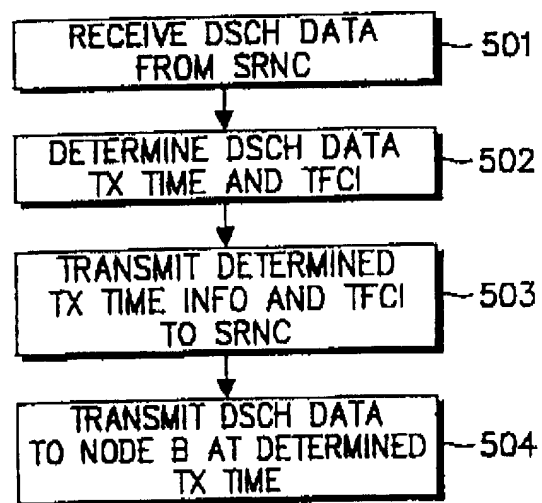 RECEIVE DSCH DATA
FROM SRNC
501
DETERMINE DSCH DATA
TX TIME AND TFCI
502
TRANSMIT DETERMINED
TX TIME INFO AND TFCI
TO SRNC
503
TRANSMIT DSCH DATA
TO NODE B AT DETERMINED
TX TIME
504